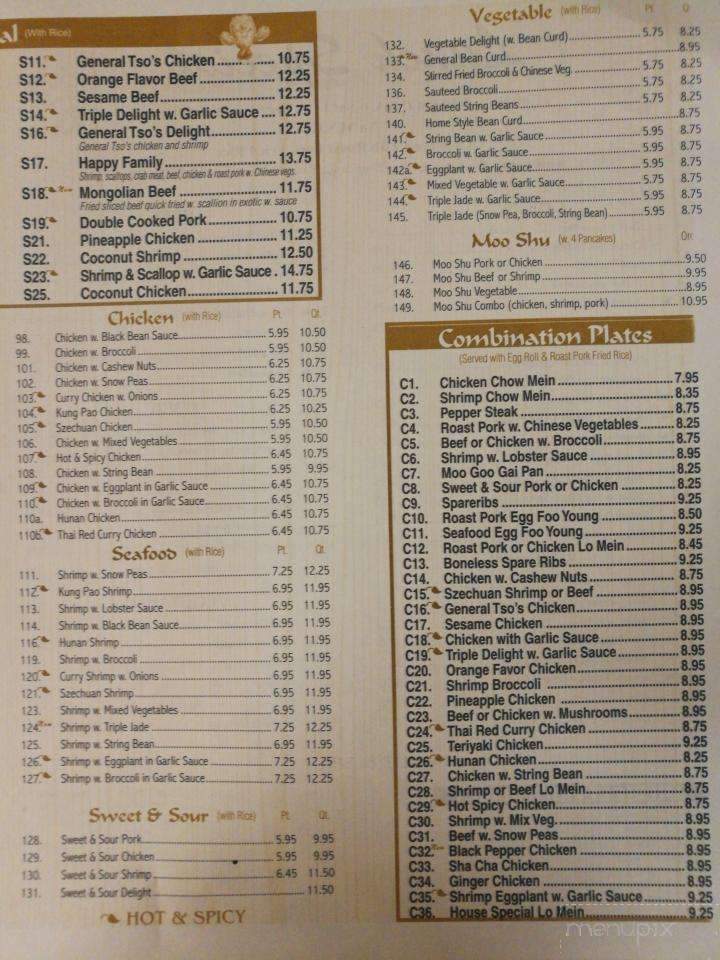 al (With Rice)
S11. General Tso's Chicken 10.75
S12. Orange Flavor Beef 12.25
S13. Sesame Beef 12.25
S14. Triple Delight w. Garlic Sauce 12.75
S16. General Tso's Delight 12.75
General Tso's chicken and shrimp
S17. Happy Family 13.75
Shrimp, scallops, crab meat, beef, chicken & roast pork w. Chinese vegs.
S18. Mongolian Beef 11.75
Fried sliced beef quick fried w. scallion in exotic w. sauce
S19. Double Cooked Pork 10.75
S21. Pineapple Chicken 11.25
S22. Coconut Shrimp 12.50
S23. Shrimp & Scallop w. Garlic Sauce 14.75
S25. Coconut Chicken 11.75
Chicken (with Rice) Pt. Qt.
98. Chicken w. Black Bean Sauce 5.95 10.50
99. Chicken w. Broccoli 5.95 10.50
101. Chicken w. Cashew Nuts 6.25 10.75
102. Chicken w. Snow Peas 6.25 10.75
103. Curry Chicken w. Onions 6.25 10.75
104. Kung Pao Chicken 6.25 10.25
105. Szechuan Chicken 5.95 10.50
106. Chicken w. Mixed Vegetables 5.95 10.50
107. Hot & Spicy Chicken 6.45 10.75
108. Chicken w. String Bean 5.95 9.95
109. Chicken w. Eggplant in Garlic Sauce 6.45 10.75
110. Chicken w. Broccoli in Garlic Sauce 6.45 10.75
110a. Hunan Chicken 6.45 10.75
110b. Thai Red Curry Chicken 6.45 10.75
Seafood (with Rice) Pt. Qt.
111. Shrimp w. Snow Peas 7.25 12.25
112. Kung Pao Shrimp 6.95 11.95
113. Shrimp w. Lobster Sauce 6.95 11.95
114. Shrimp w. Black Bean Sauce 6.95 11.95
116. Hunan Shrimp 6.95 11.95
119. Shrimp w. Broccoli 6.95 11.95
120. Curry Shrimp w. Onions 6.95 11.95
121. Szechuan Shrimp 6.95 11.95
123. Shrimp w. Mixed Vegetables 6.95 11.95
124. Shrimp w. Triple Jade 7.25 12.25
125. Shrimp w. String Bean 6.95 11.95
126. Shrimp w. Eggplant in Garlic Sauce 7.25 12.25
127. Shrimp w. Broccoli in Garlic Sauce 7.25 12.25
Sweet & Sour (with Rice) Pt. Qt.
128. Sweet & Sour Pork 5.95 9.95
129. Sweet & Sour Chicken 5.95 9.95
130. Sweet & Sour Shrimp 6.45 11.50
131. Sweet & Sour Delight 11.50
HOT & SPICY
Vegetable (with Rice) Pt. Qt.
132. Vegetable Delight (w. Bean Curd) 5.75 8.25
133. General Bean Curd 8.95
134. Stirred Fried Broccoli & Chinese Veg. 5.75 8.25
136. Sauteed Broccoli 5.75 8.25
137. Sauteed String Beans 5.75 8.25
140. Home Style Bean Curd 8.75
141. String Bean w. Garlic Sauce 5.95 8.75
142. Broccoli w. Garlic Sauce 5.95 8.75
142a. Eggplant w. Garlic Sauce 5.95 8.75
143. Mixed Vegetable w. Garlic Sauce 5.75 8.75
144. Triple Jade w. Garlic Sauce 5.95 8.75
145. Triple Jade (Snow Pea, Broccoli, String Bean) 5.95 8.75
Moo Shu (w. 4 Pancakes)
146. Moo Shu Pork or Chicken 9.50
147. Moo Shu Beef or Shrimp 9.95
148. Moo Shu Vegetable 8.95
149. Moo Shu Combo (chicken, shrimp, pork) 10.95
Combination Plates
(Served with Egg Roll & Roast Pork Fried Rice)
C1. Chicken Chow Mein 7.95
C2. Shrimp Chow Mein 8.35
C3. Pepper Steak 8.75
C4. Roast Pork w. Chinese Vegetables 8.25
C5. Beef or Chicken w. Broccoli 8.75
C6. Shrimp w. Lobster Sauce 8.95
C7. Moo Goo Gai Pan 8.25
C8. Sweet & Sour Pork or Chicken 8.25
C9. Spareribs 9.25
C10. Roast Pork Egg Foo Young 8.50
C11. Seafood Egg Foo Young 9.25
C12. Roast Pork or Chicken Lo Mein 8.45
C13. Boneless Spare Ribs 9.25
C14. Chicken w. Cashew Nuts 8.75
C15. Szechuan Shrimp or Beef 8.95
C16. General Tso's Chicken 8.95
C17. Sesame Chicken 8.95
C18. Chicken with Garlic Sauce 8.95
C19. Triple Delight w. Garlic Sauce 8.95
C20. Orange Favor Chicken 8.95
C21. Shrimp Broccoli 8.95
C22. Pineapple Chicken 8.95
C23. Beef or Chicken w. Mushrooms 8.95
C24. Thai Red Curry Chicken 8.75
C25. Teriyaki Chicken 9.25
C26. Hunan Chicken 8.25
C27. Chicken w. String Bean 8.75
C28. Shrimp or Beef Lo Mein 8.75
C29. Hot Spicy Chicken 8.75
C30. Shrimp w. Mix Veg. 8.95
C31. Beef w. Snow Peas 8.95
C32. Black Pepper Chicken 8.95
C33. Sha Cha Chicken 8.95
C34. Ginger Chicken 8.95
C35. Shrimp Eggplant w. Garlic Sauce 9.25
C36. House Special Lo Mein 9.25
menupix